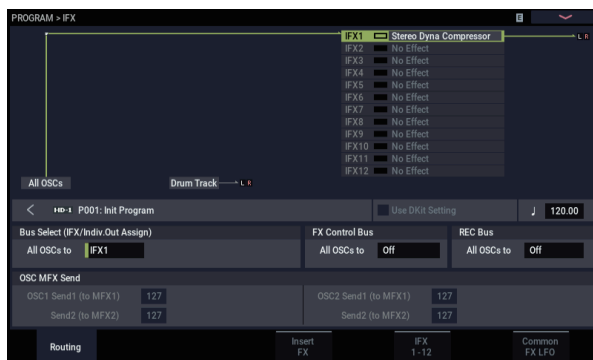 PROGRAM > IFX
E
IFX1 Stereo Dyna Compressor L R
IFX2 No Effect
IFX3 No Effect
IFX4 No Effect
IFX5 No Effect
IFX6 No Effect
IFX7 No Effect
IFX8 No Effect
IFX9 No Effect
IFX10 No Effect
IFX11 No Effect
IFX12 No Effect
All OSCs Drum Track L R
< HD-1 P001: Init Program Use DKit Setting ♩ 120.00
Bus Select (IFX/Indiv.Out Assign) FX Control Bus REC Bus
All OSCs to IFX1 All OSCs to Off All OSCs to Off
OSC MFX Send
OSC1 Send1 (to MFX1) 127 OSC2 Send1 (to MFX1) 127
Send2 (to MFX2) 127 Send2 (to MFX2) 127
Routing
Insert
FX
IFX
1-12
Common
FX LFO